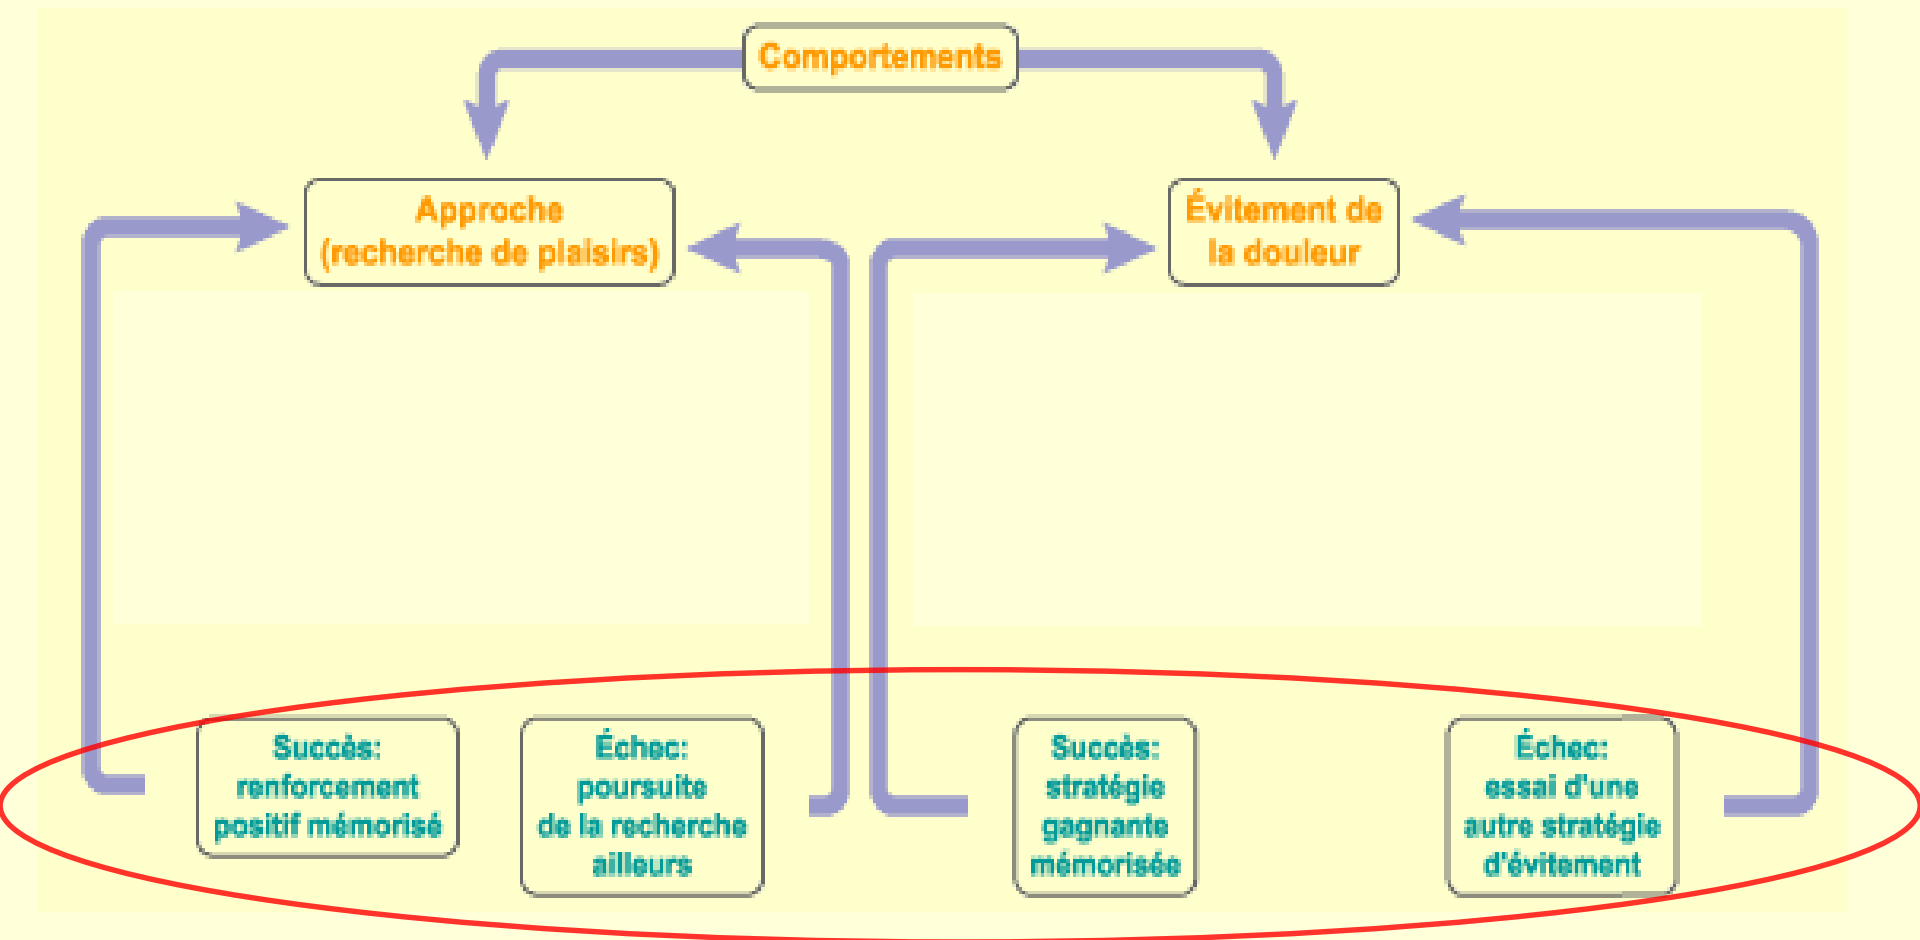 Comportements
Approche
(recherche de plaisirs)
Évitement de
la douleur
Succès:
renforcement
positif mémorisé
Échec:
poursuite
de la recherche
ailleurs
Succès:
stratégie
gagnante
mémorisée
Échec:
essai d'une
autre stratégie
d'évitement